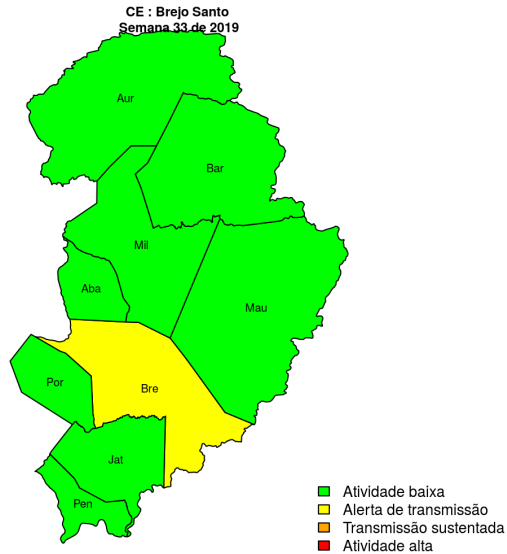 CE : Brejo Santo
Semana 33 de 2019
Aur
Bar
Mil
Aba
Mau
Por
Bre
Jat
Pen
Atividade baixa
Alerta de transmissão
Transmissão sustentada
Atividade alta